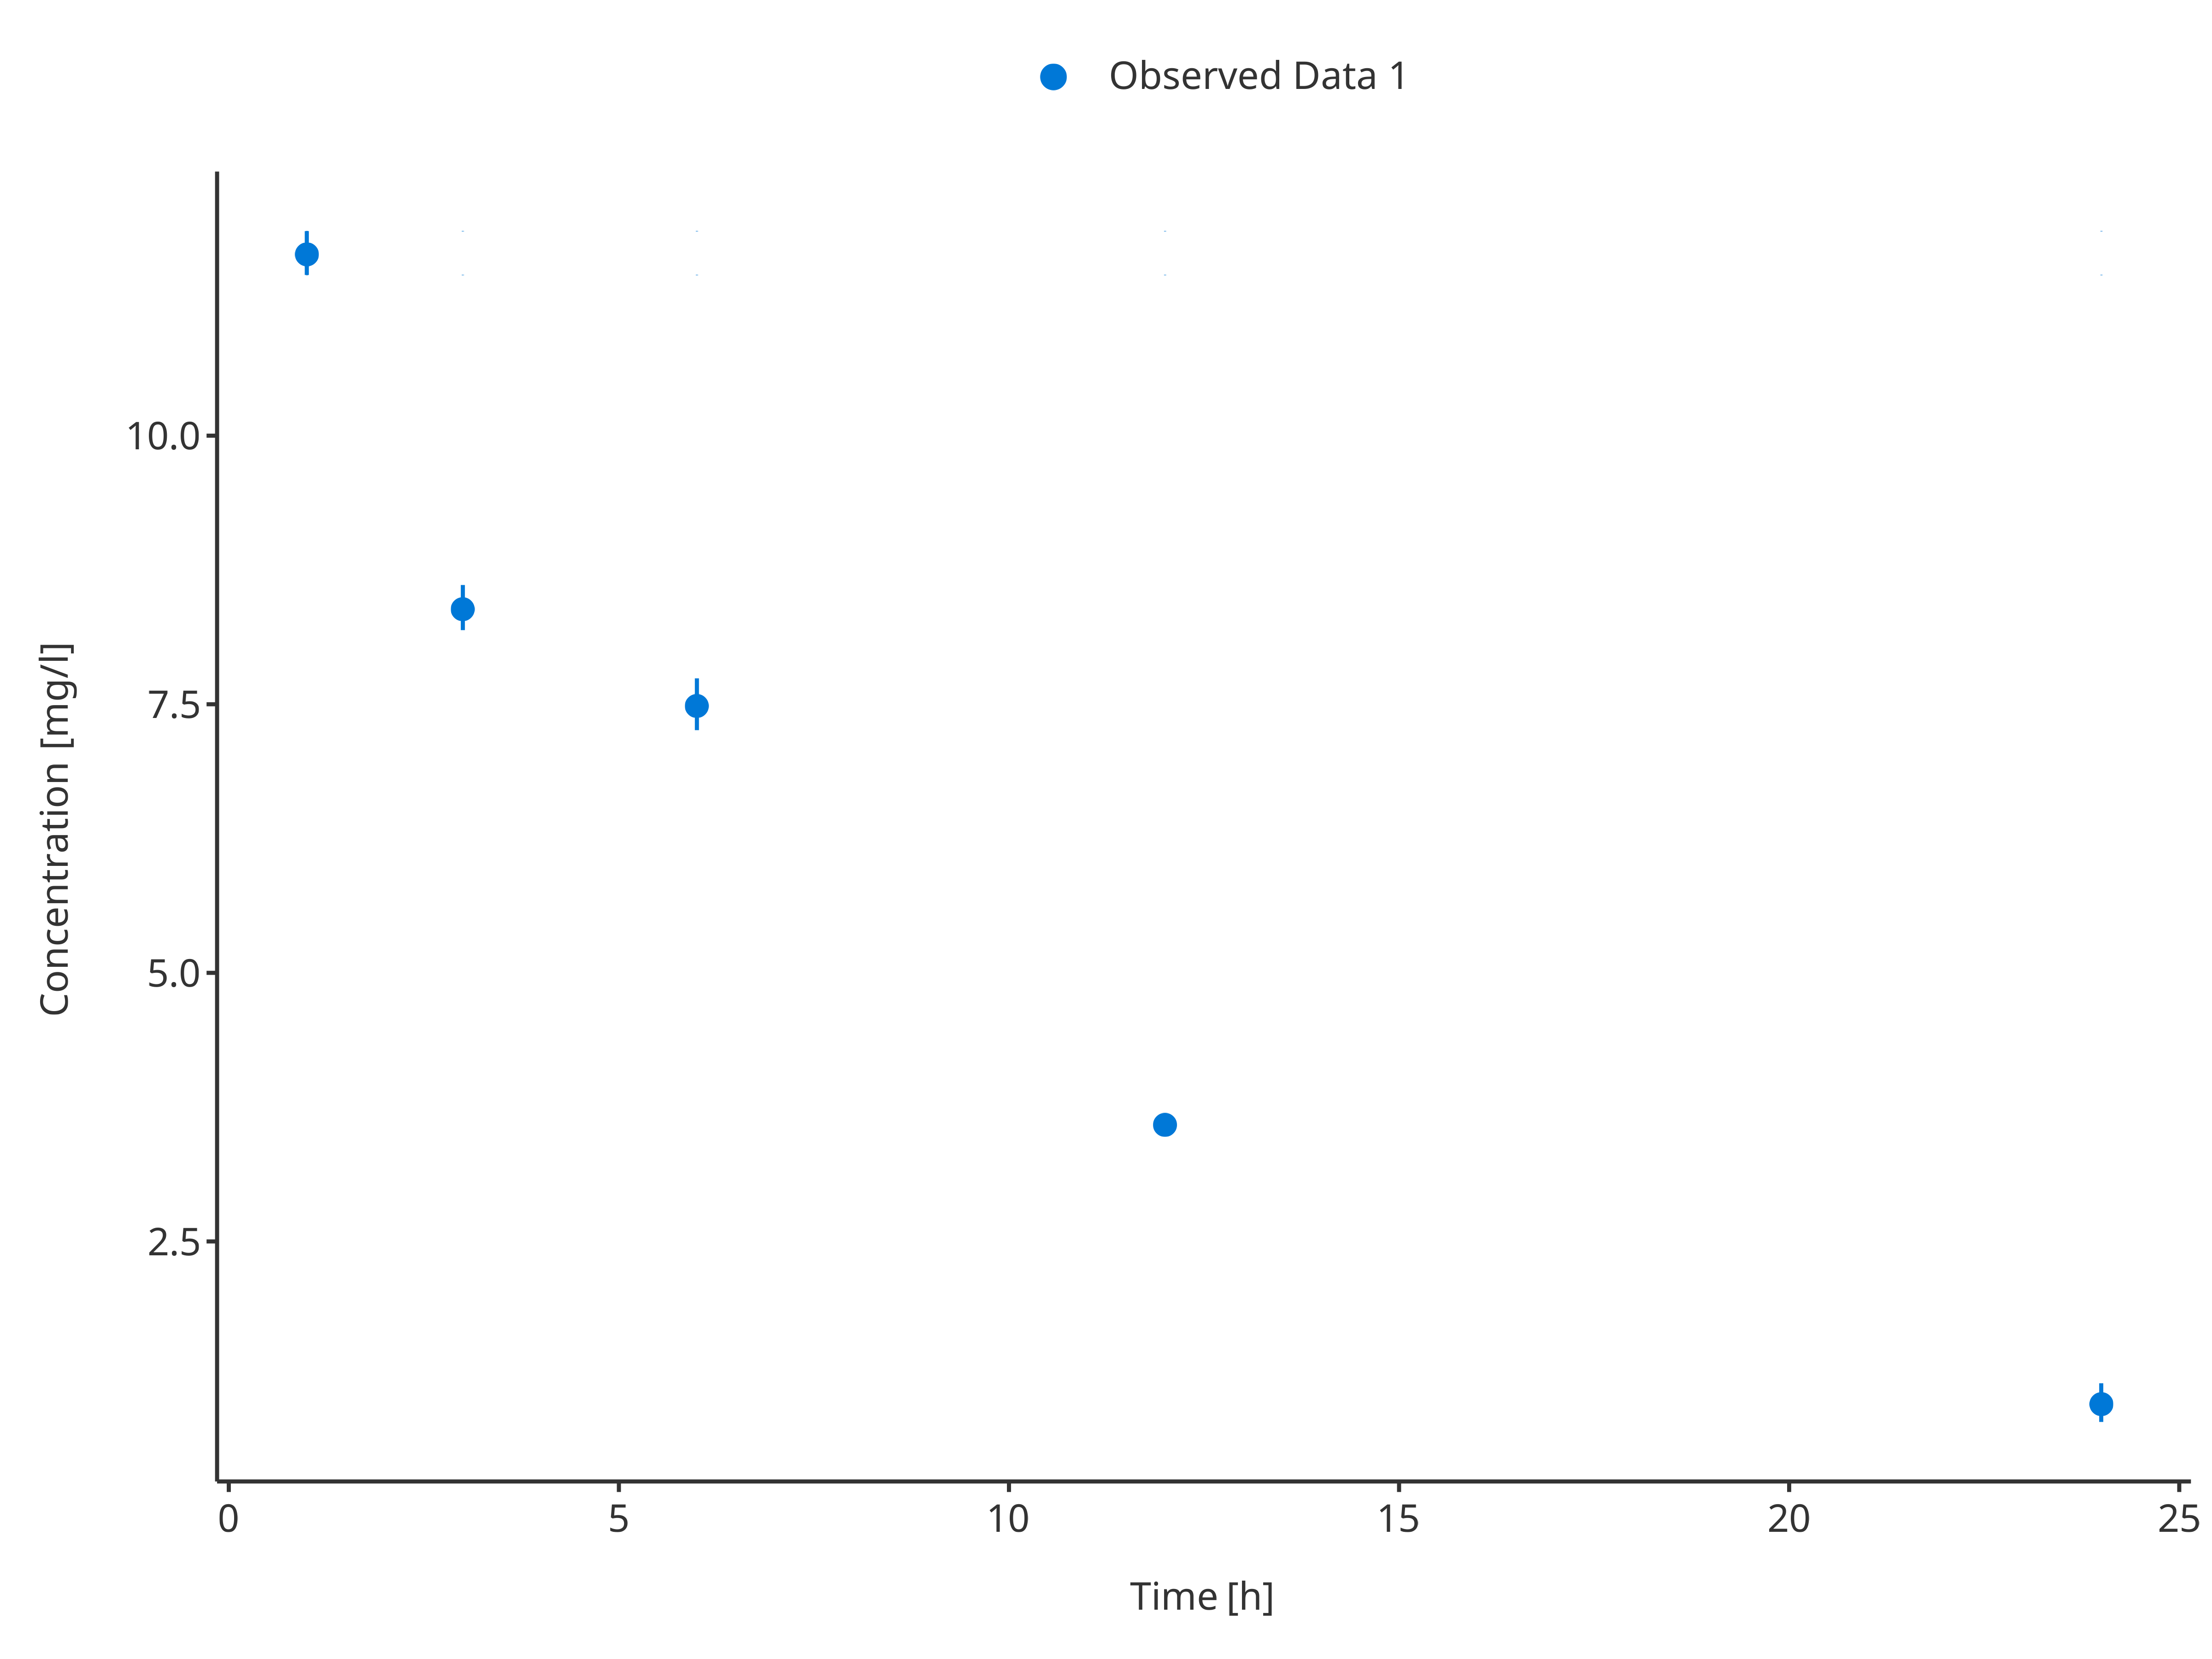 Observed Data 1
Concentration [mg/l]
10.0
7.5
5.0
2.5
0 5 10 15 20 25
Time [h]